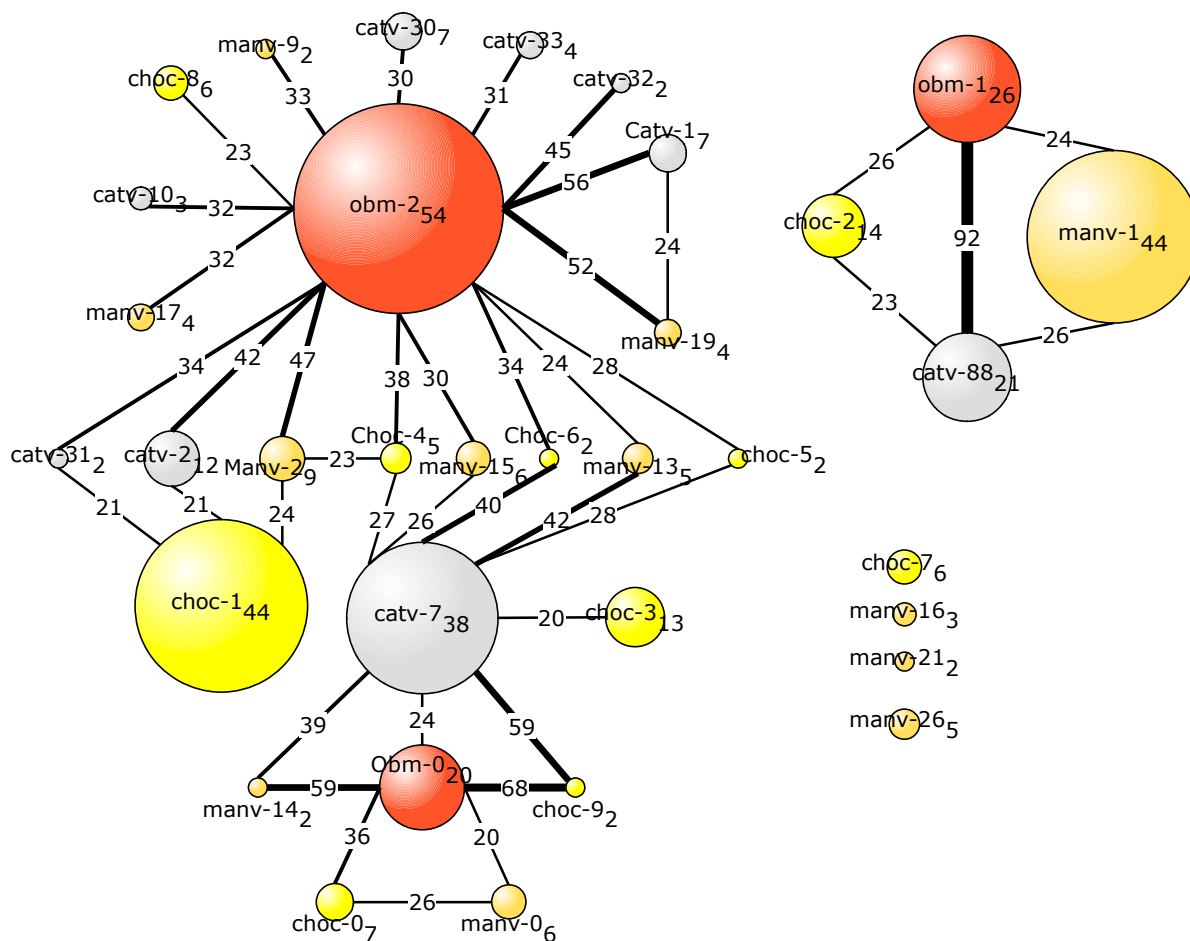 catv-30 7
manv-9 2
catv-33 4
choc-8 6
catv-32 2
30
33
31
Catv-1 7
23
45
56
catv-10 3
32
obm-2 54
32
52
24
manv-17 4
manv-19 4
34
42
47
38
30
34
24
28
catv-31 2
catv-2 12
Manv-2 9
23
Choc-4 5
manv-15 6
Choc-6 2
manv-13 5
choc-5 2
21
21
24
27
26
40
42
28
choc-1 44
catv-7 38
20
choc-3 13
39
24
59
Obm-0 20
manv-14 2
59
68
choc-9 2
36
20
choc-0 7
26
manv-0 6
obm-1 26
26
24
choc-2 14
92
manv-1 44
23
26
catv-88 21
choc-7 6
manv-16 3
manv-21 2
manv-26 5